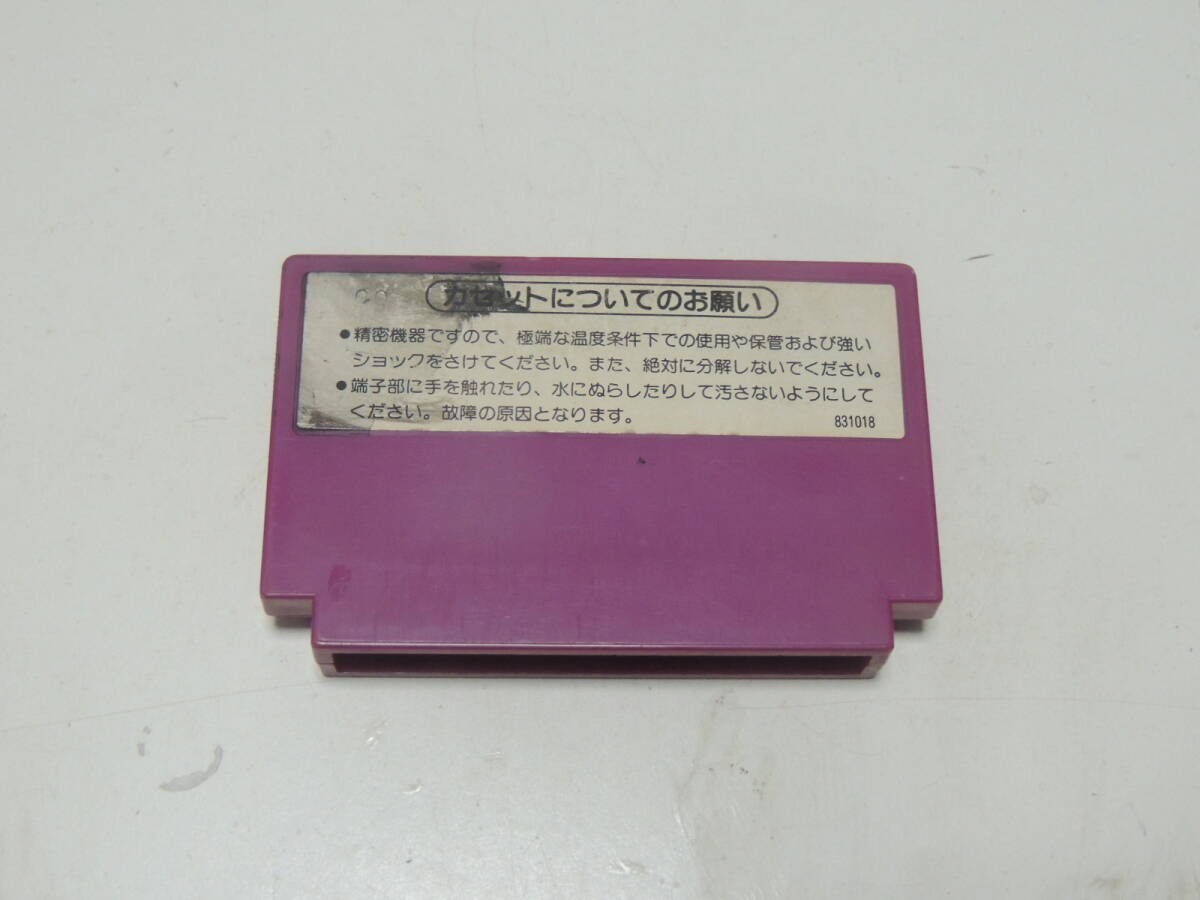 カセットについてのお願い
●精密機器ですので、極端な温度条件下での使用や保管および強い
ショックをさけてください。また、絶対に分解しないでください。
●端子部に手を触れたり、水にぬらしたりして汚さないようにして
ください。故障の原因となります。
831018